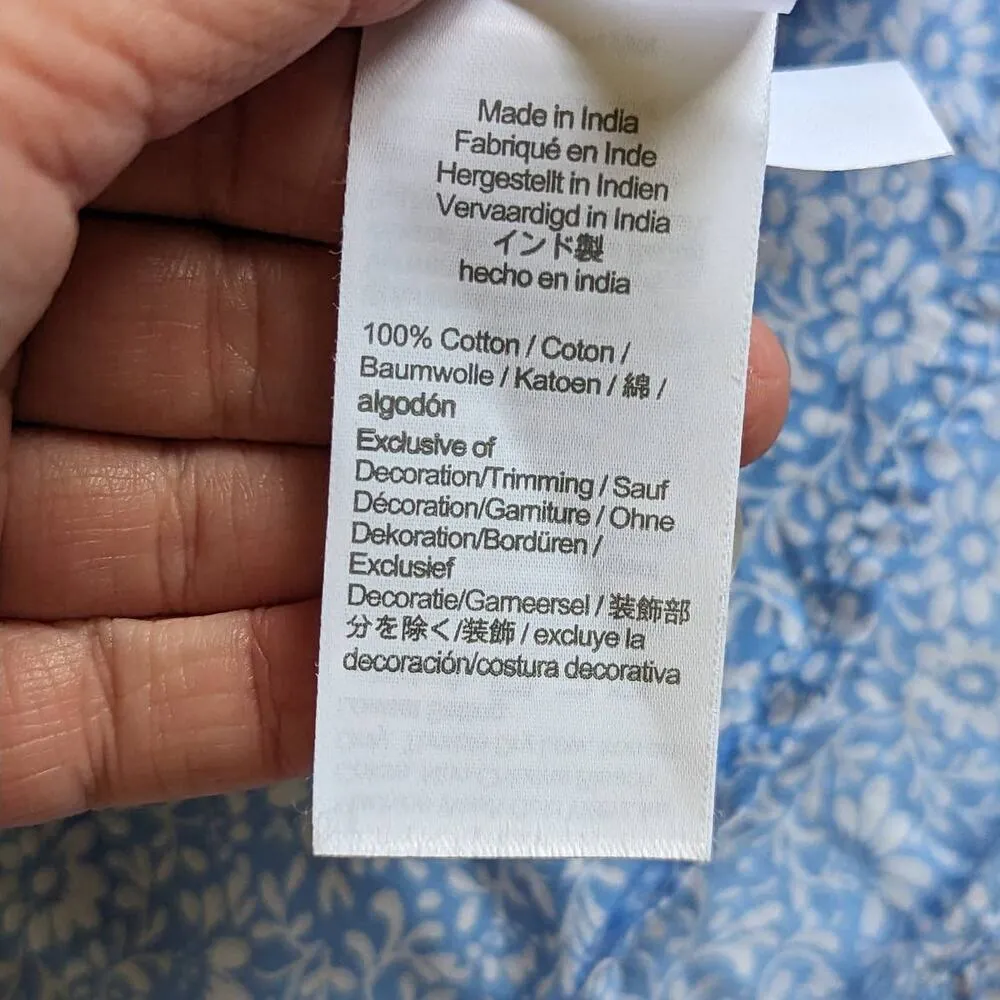 Made in India
Fabriqué en Inde
Hergestellt in Indien
Vervaardigd in India
インド製
hecho en india
100% Cotton / Coton /
Baumwolle / Katoen / 綿 /
algodón
Exclusive of
Decoration/Trimming / Sauf
Décoration/Garniture / Ohne
Dekoration/Bordüren /
Exclusief
Decoratie/Garneersel / 装飾部
分を除く/装飾 / excluye la
decoración/costura decorativa